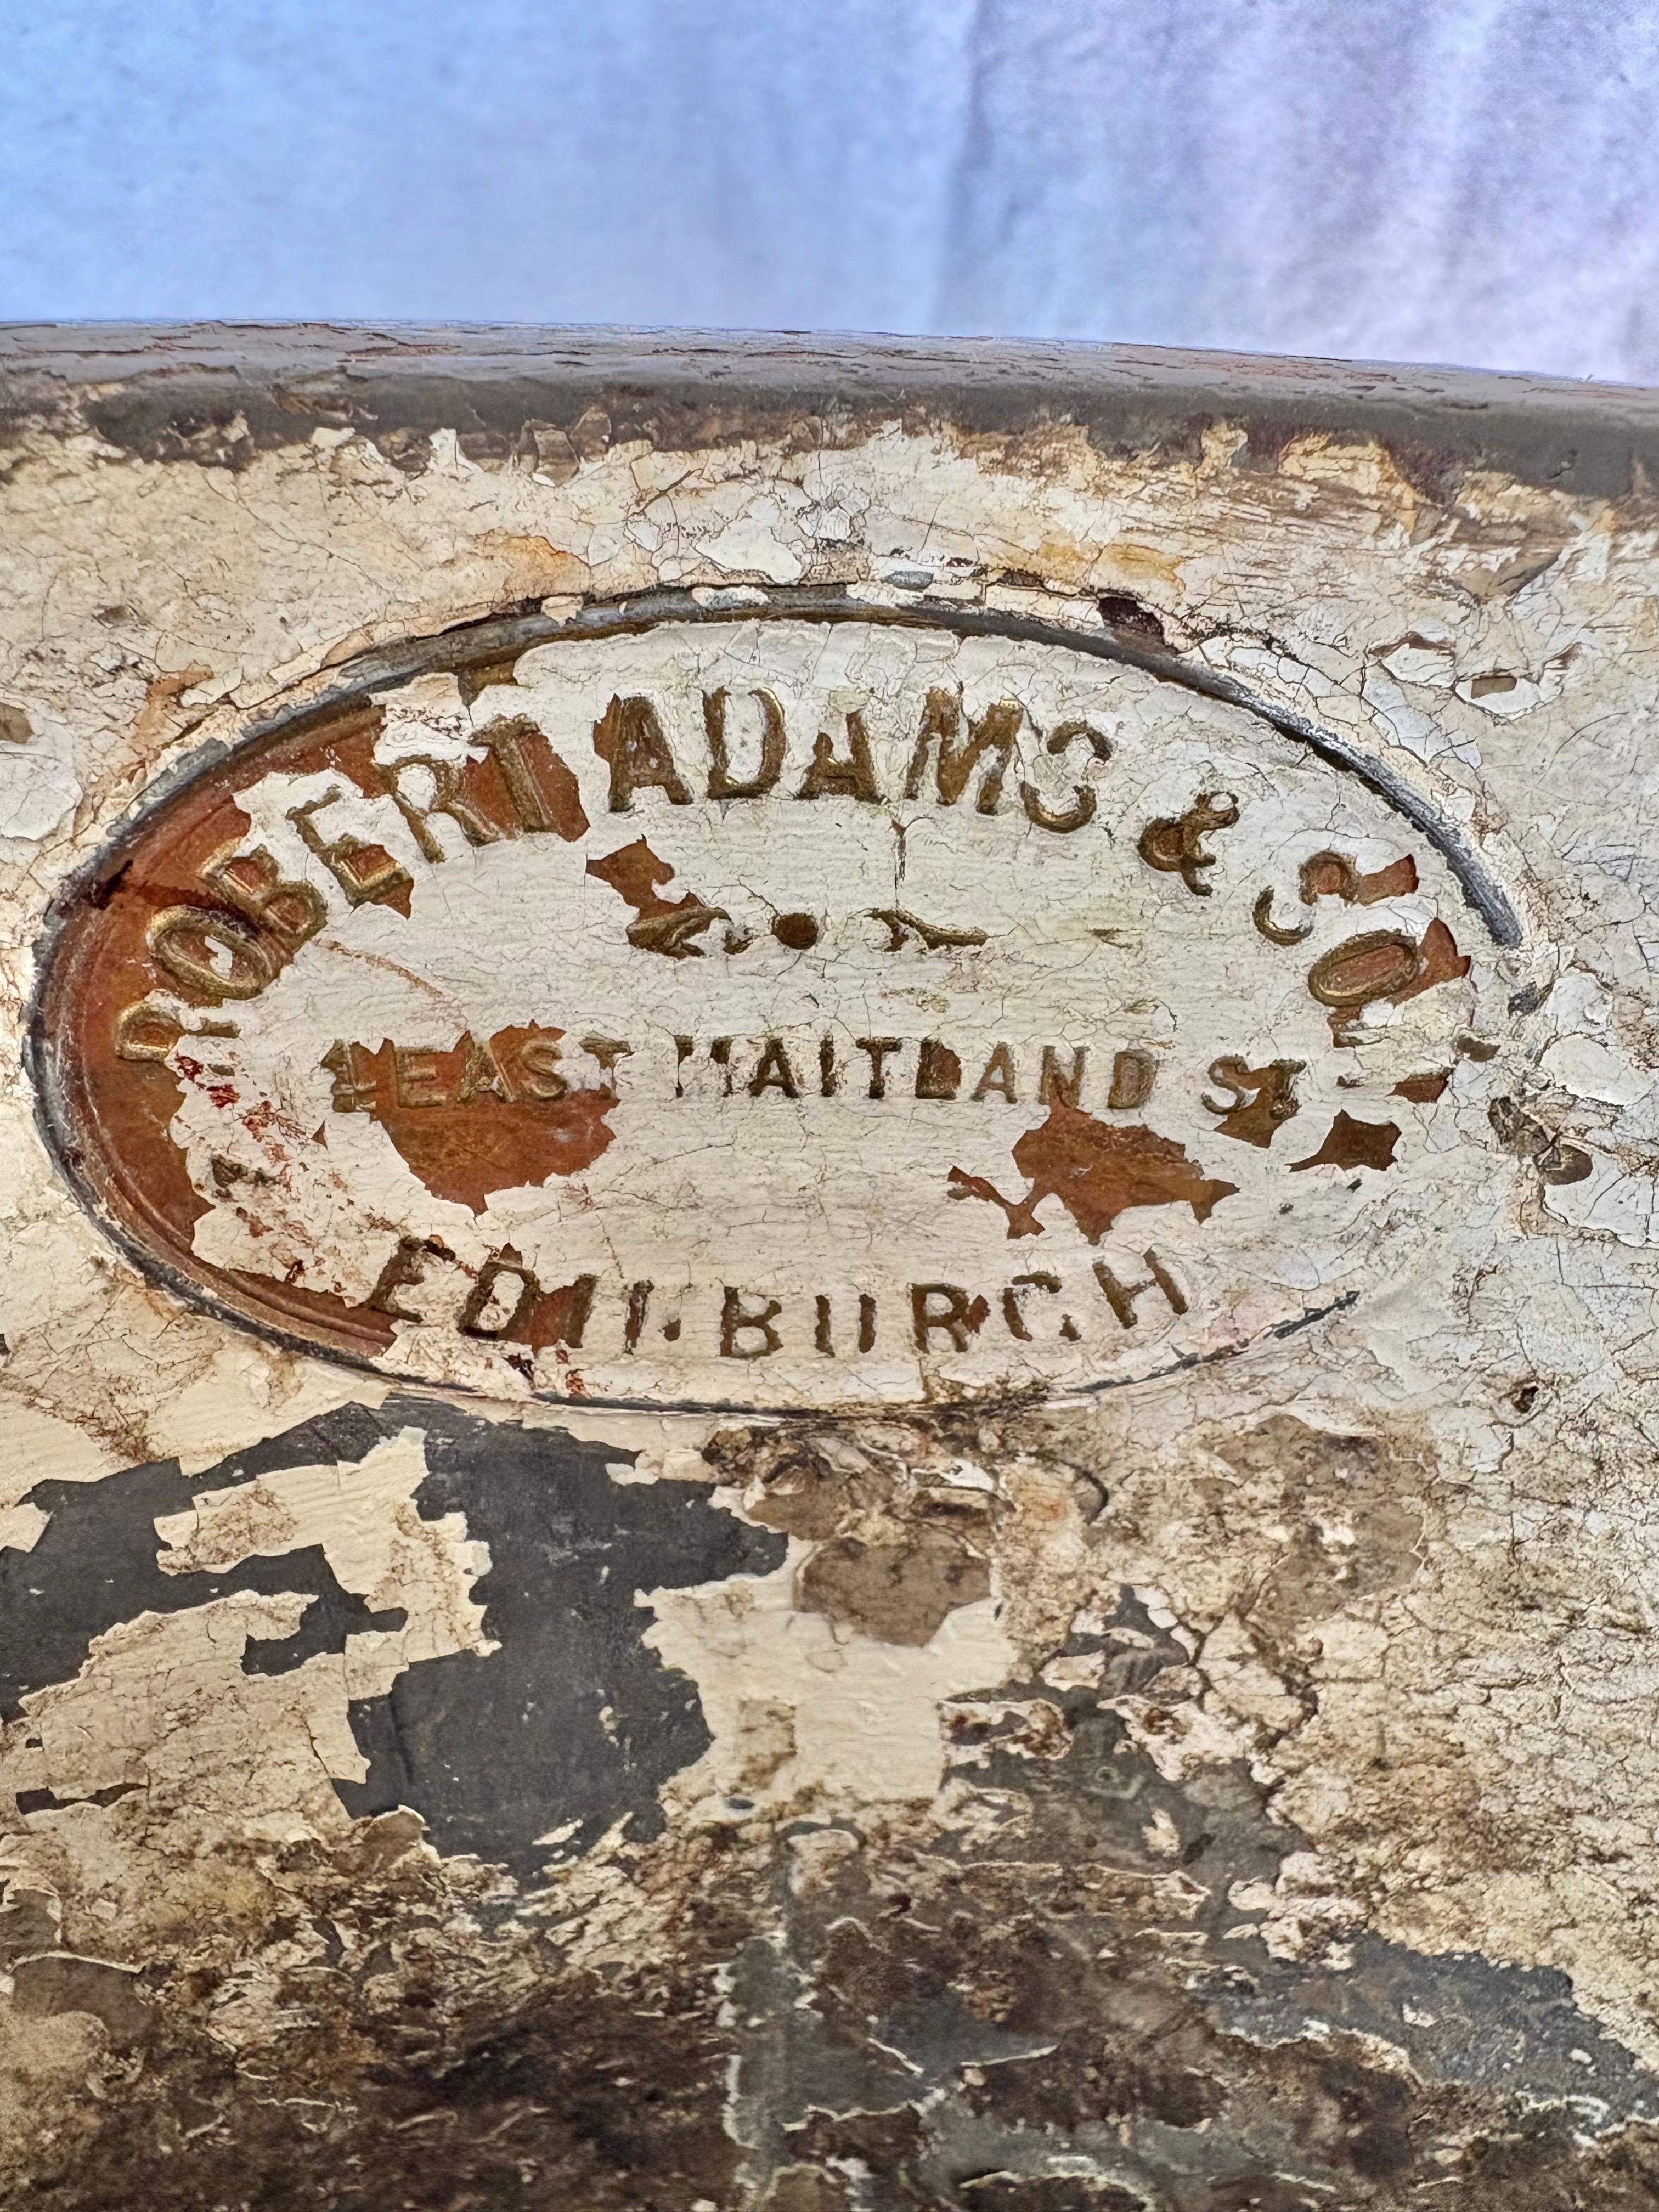 ROBERT ADAMS & SON
EAST MAITLAND ST
EDINBURGH